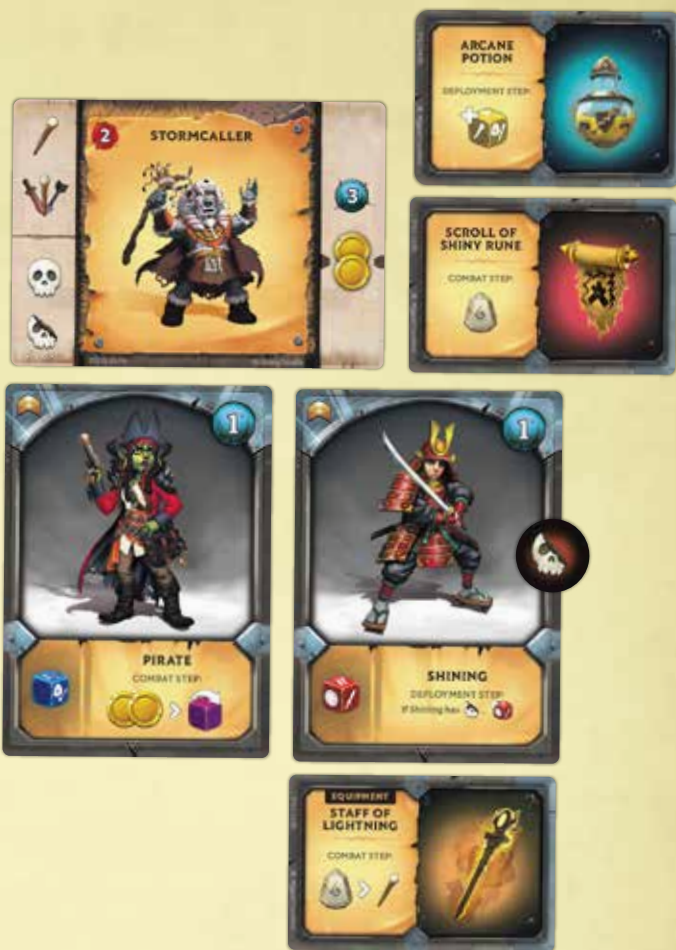 ARCANE
POTION
DEPLOYMENT STEP:
2
STORMCALLER
3
SCROLL OF
SHINY RUNE
COMBAT STEP:
1
PIRATE
COMBAT STEP:
1
SHINING
DEPLOYMENT STEP:
If Shining has
EQUIPMENT
STAFF OF
LIGHTNING
COMBAT STEP: